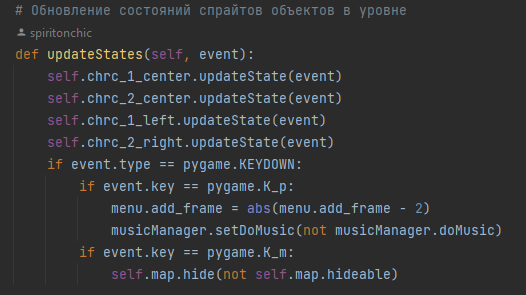 # Обновление состояний спрайтов объектов в уровне
spiritonchic
def updateStates(self, event):
self.chrc_1_center.updateState(event)
self.chrc_2_center.updateState(event)
self.chrc_1_left.updateState(event)
self.chrc_2_right.updateState(event)
if event.type == pygame.KEYDOWN:
if event.key == pygame.K_p:
menu.add_frame = abs(menu.add_frame - 2)
musicManager.setDoMusic(not musicManager.doMusic)
if event.key == pygame.K_m:
self.map.hide(not self.map.hideable)